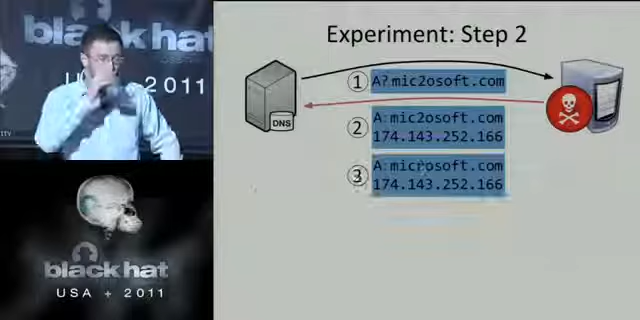 black hat
U 2011
Experiment: Step 2
① A? mic2osoft.com
② A: mic2osoft.com
174.143.252.166
③ A: microsoft.com
174.143.252.166
DNS
black hat
USA + 2011